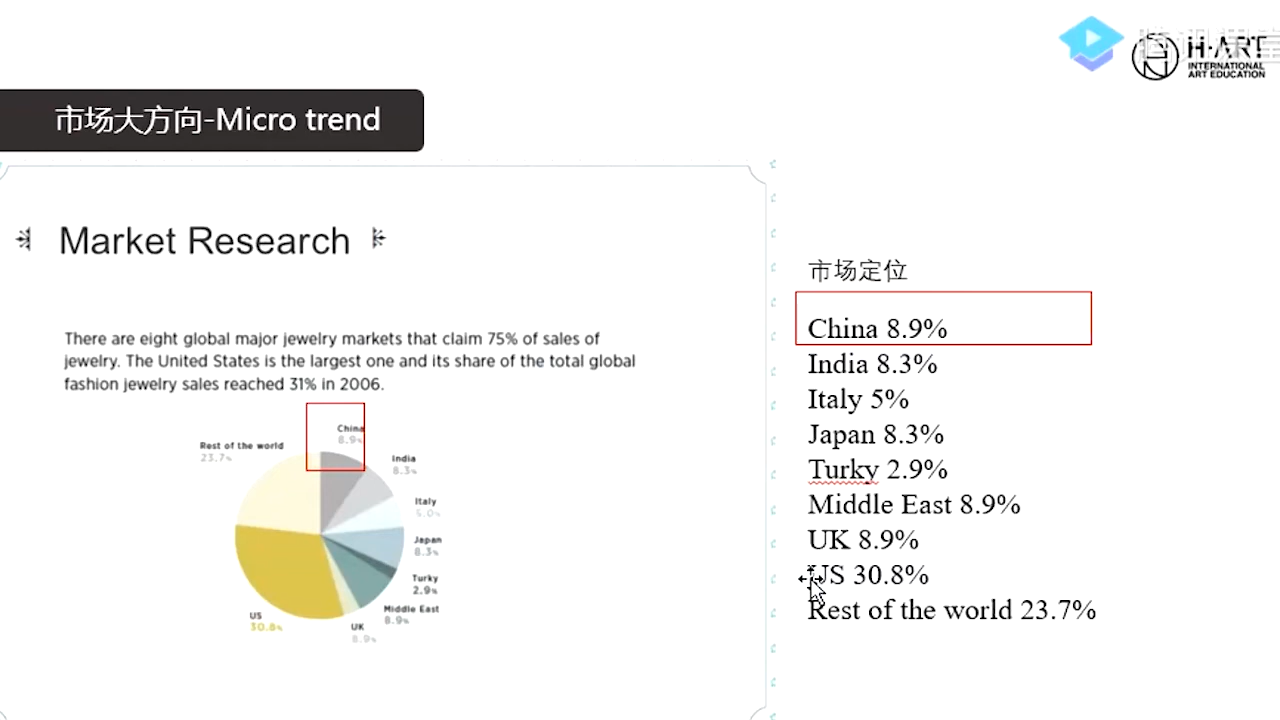 腾讯课堂
H·ART
INTERNATIONAL
ART EDUCATION
市场大方向-Micro trend
Market Research
There are eight global major jewelry markets that claim 75% of sales of
jewelry. The United States is the largest one and its share of the total global
fashion jewelry sales reached 31% in 2006.
China
8.9%
Rest of the world
23.7%
India
8.3%
Italy
5.0%
Japan
8.3%
Turky
2.9%
Middle East
8.9%
UK
8.9%
US
30.8%
市场定位
China 8.9%
India 8.3%
Italy 5%
Japan 8.3%
Turky 2.9%
Middle East 8.9%
UK 8.9%
US 30.8%
Rest of the world 23.7%